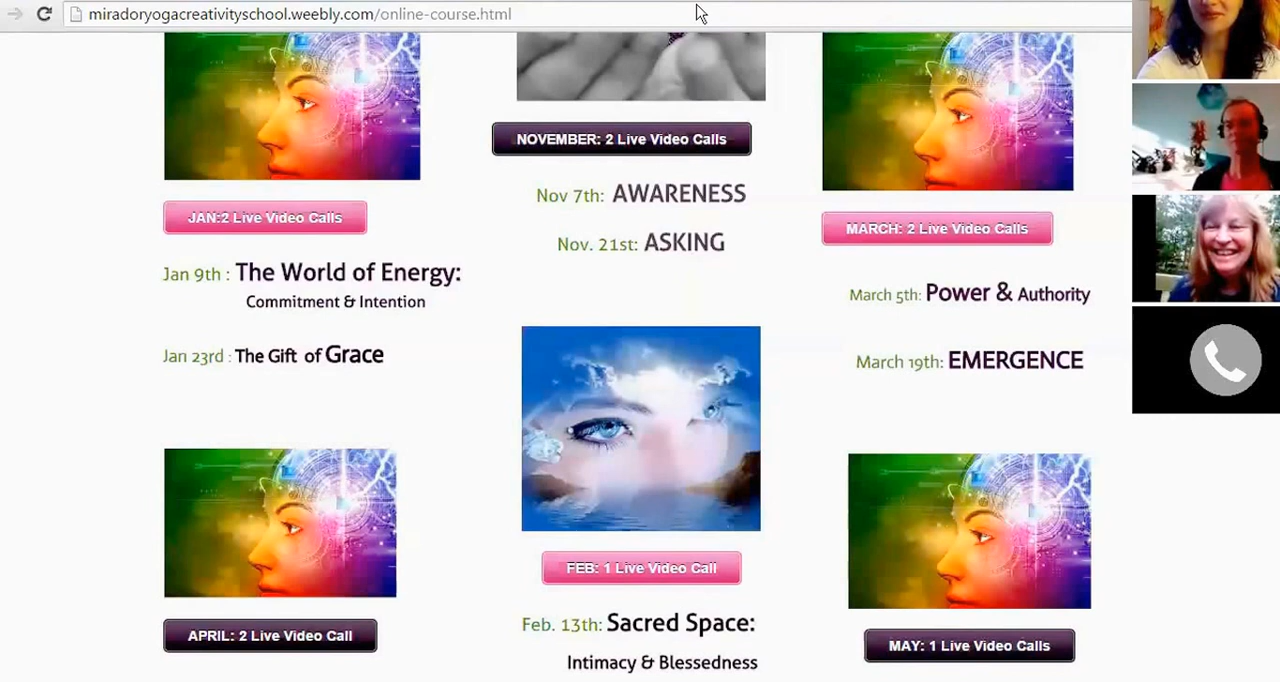 miradoryogacreativityschool.weebly.com/online-course.html
JAN:2 Live Video Calls
Jan 9th : The World of Energy:
Commitment & Intention
Jan 23rd : The Gift of Grace
NOVEMBER: 2 Live Video Calls
Nov 7th: AWARENESS
Nov. 21st: ASKING
MARCH: 2 Live Video Calls
March 5th: Power & Authority
March 19th: EMERGENCE
APRIL: 2 Live Video Call
FEB: 1 Live Video Call
Feb. 13th: Sacred Space:
Intimacy & Blessedness
MAY: 1 Live Video Calls